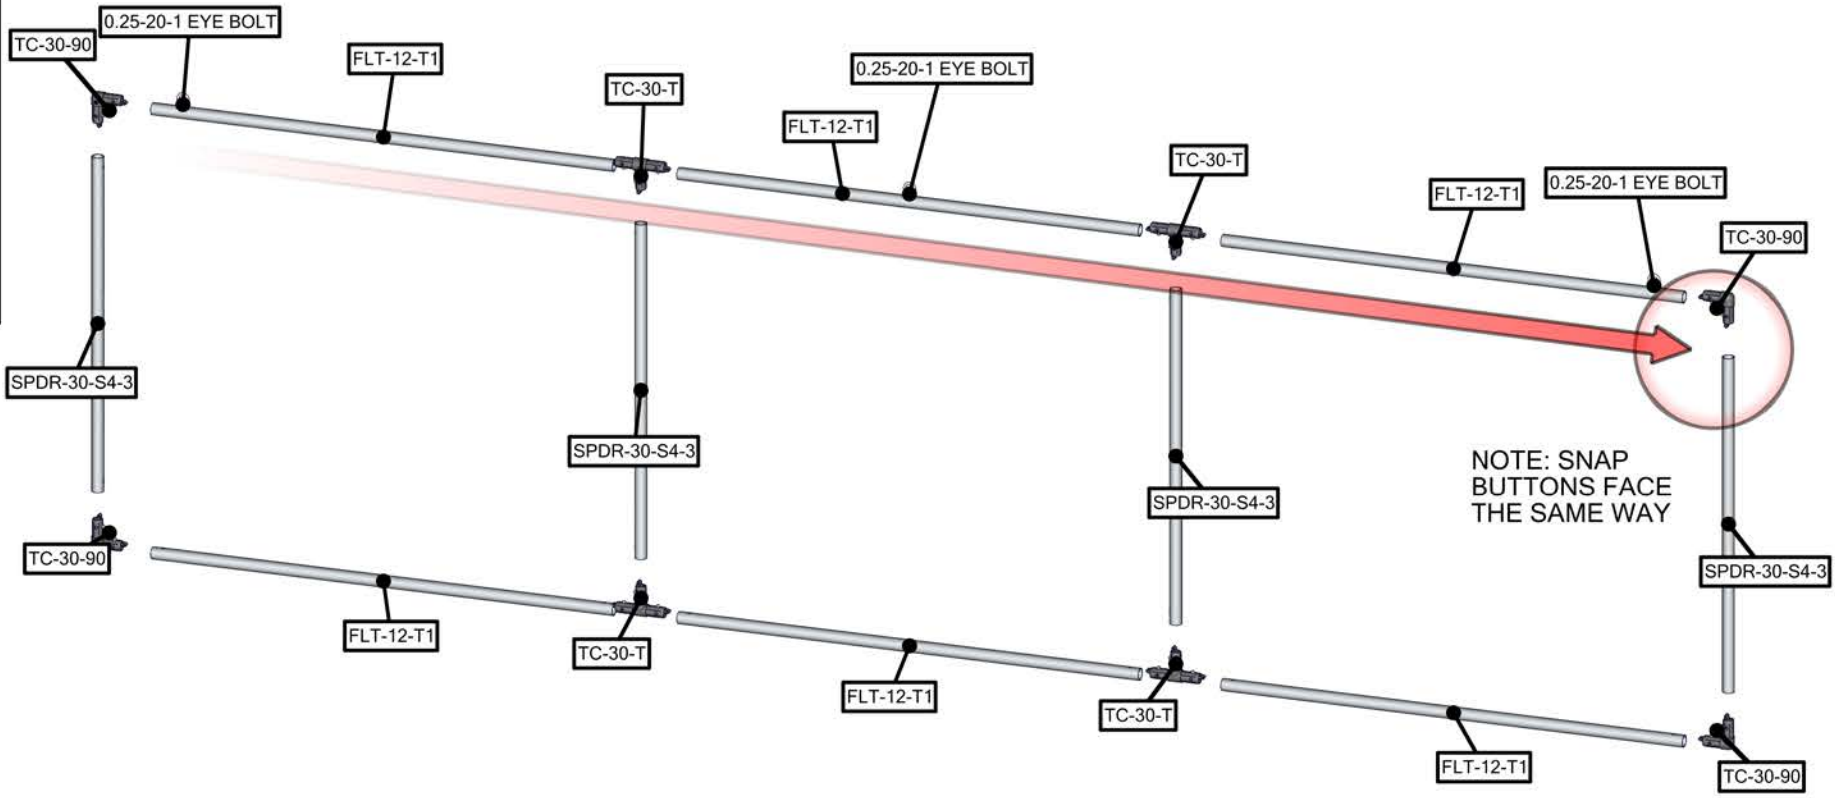 0.25-20-1 EYE BOLT
TC-30-90
FLT-12-T1
TC-30-T
0.25-20-1 EYE BOLT
FLT-12-T1
TC-30-T
FLT-12-T1
0.25-20-1 EYE BOLT
TC-30-90
SPDR-30-S4-3
SPDR-30-S4-3
SPDR-30-S4-3
NOTE: SNAP
BUTTONS FACE
THE SAME WAY
SPDR-30-S4-3
TC-30-90
FLT-12-T1
TC-30-T
FLT-12-T1
TC-30-T
FLT-12-T1
TC-30-90